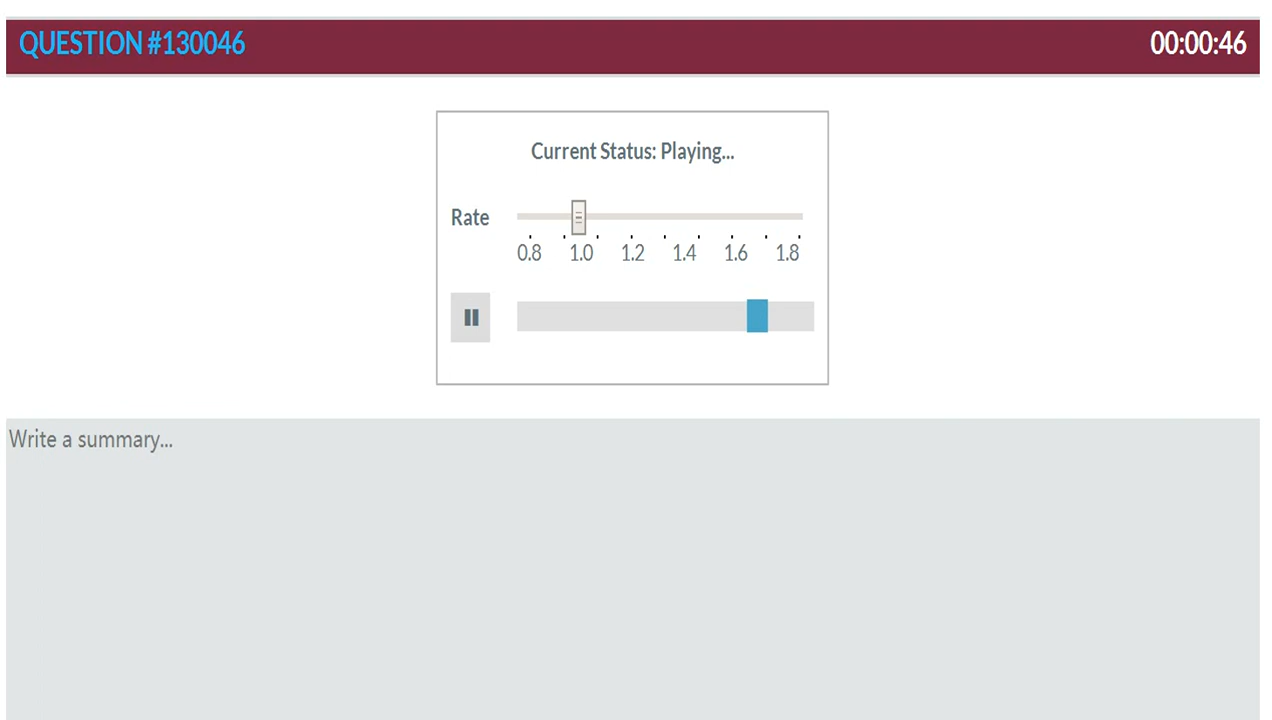 QUESTION #130046 00:00:46
Current Status: Playing...
Rate
0.8 1.0 1.2 1.4 1.6 1.8
Write a summary...